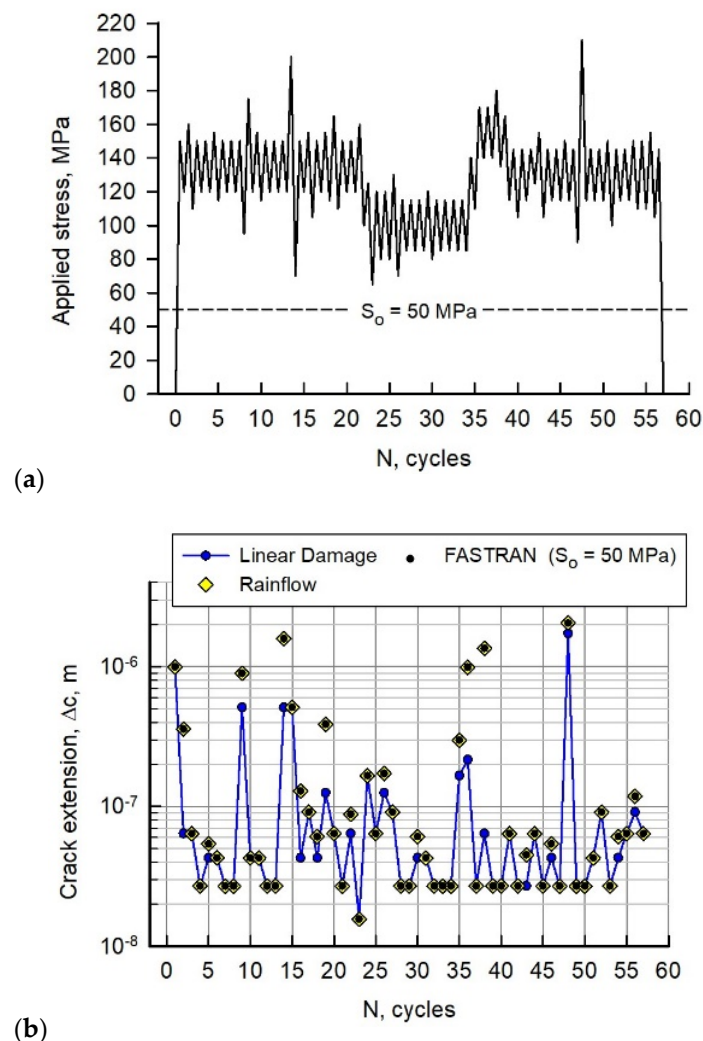 220
200
180
160
140
120
100
80
60
40
20
0
Applied stress, MPa
So = 50 MPa
0 5 10 15 20 25 30 35 40 45 50 55 60
N, cycles
(a)
Linear Damage FASTRAN (So = 50 MPa)
Rainflow
10-6
10-7
10-8
Crack extension, Δc, m
0 5 10 15 20 25 30 35 40 45 50 55 60
N, cycles
(b)